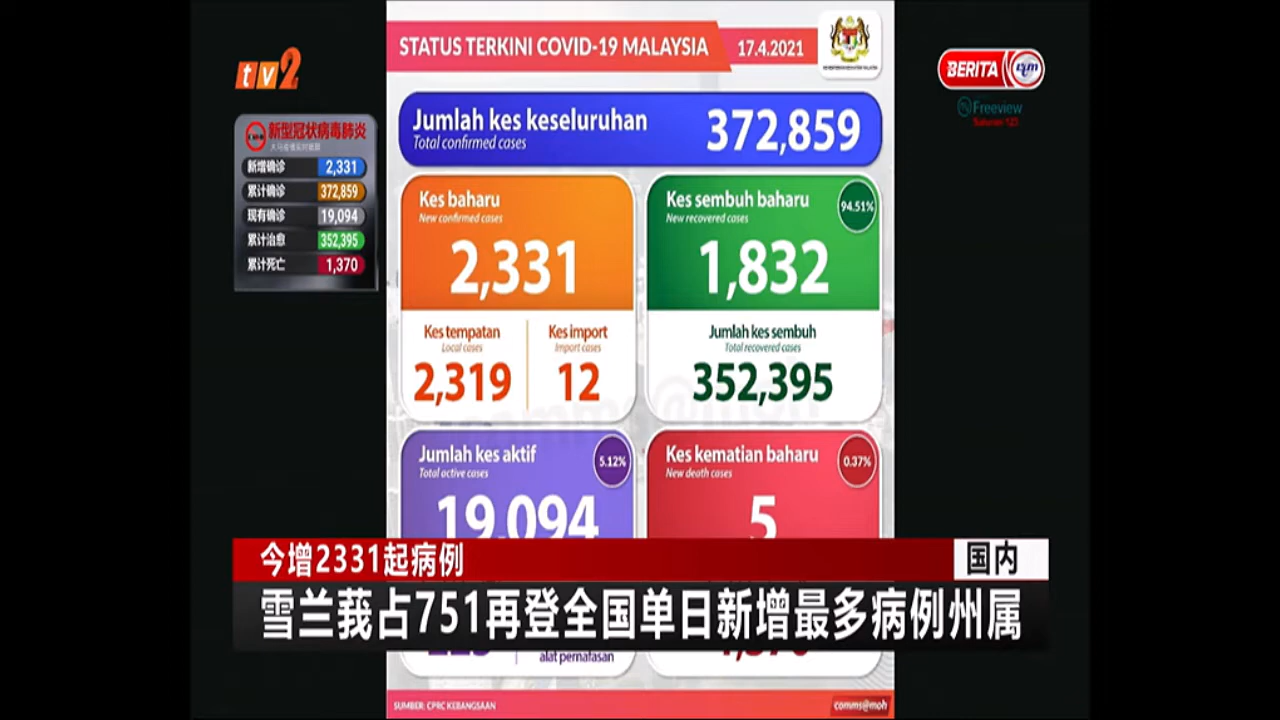 STATUS TERKINI COVID-19 MALAYSIA
17.4.2021
tv2
BERITA rtm
Freeview
Saluran 123
新型冠状病毒肺炎
新增确诊 2,331
累计确诊 372,859
现有确诊 19,094
累计治愈 352,395
累计死亡 1,370
Jumlah kes keseluruhan
Total confirmed cases
372,859
Kes baharu
New confirmed cases
2,331
Kes tempatan
Local cases
2,319
Kes import
Import cases
12
Kes sembuh baharu
New recovered cases
94.51%
1,832
Jumlah kes sembuh
Total recovered cases
352,395
Jumlah kes aktif
Total active cases
5.12%
19,094
Kes kematian baharu
New death cases
0.37%
5
今增2331起病例
国内
雪兰莪占751再登全国单日新增最多病例州属
alat pernafasan
1,370
SUMBER: CPRC KEBANGSAAN
comms@moh